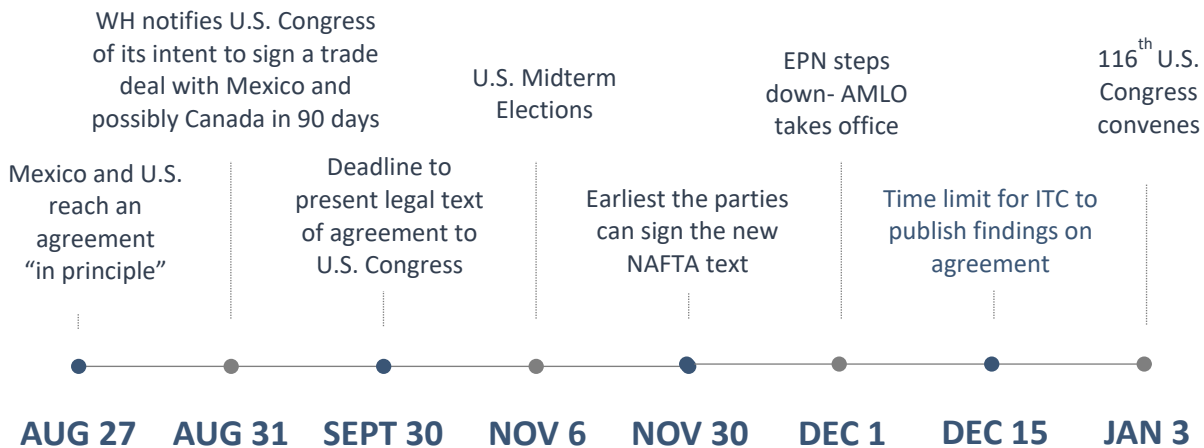 WH notifies U.S. Congress
of its intent to sign a trade
deal with Mexico and
possibly Canada in 90 days
U.S. Midterm
Elections
EPN steps
down- AMLO
takes office
116th U.S.
Congress
convenes
Mexico and U.S.
reach an
agreement
“in principle”
Deadline to
present legal text
of agreement to
U.S. Congress
Earliest the parties
can sign the new
NAFTA text
Time limit for ITC to
publish findings on
agreement
AUG 27 AUG 31 SEPT 30 NOV 6 NOV 30 DEC 1 DEC 15 JAN 3